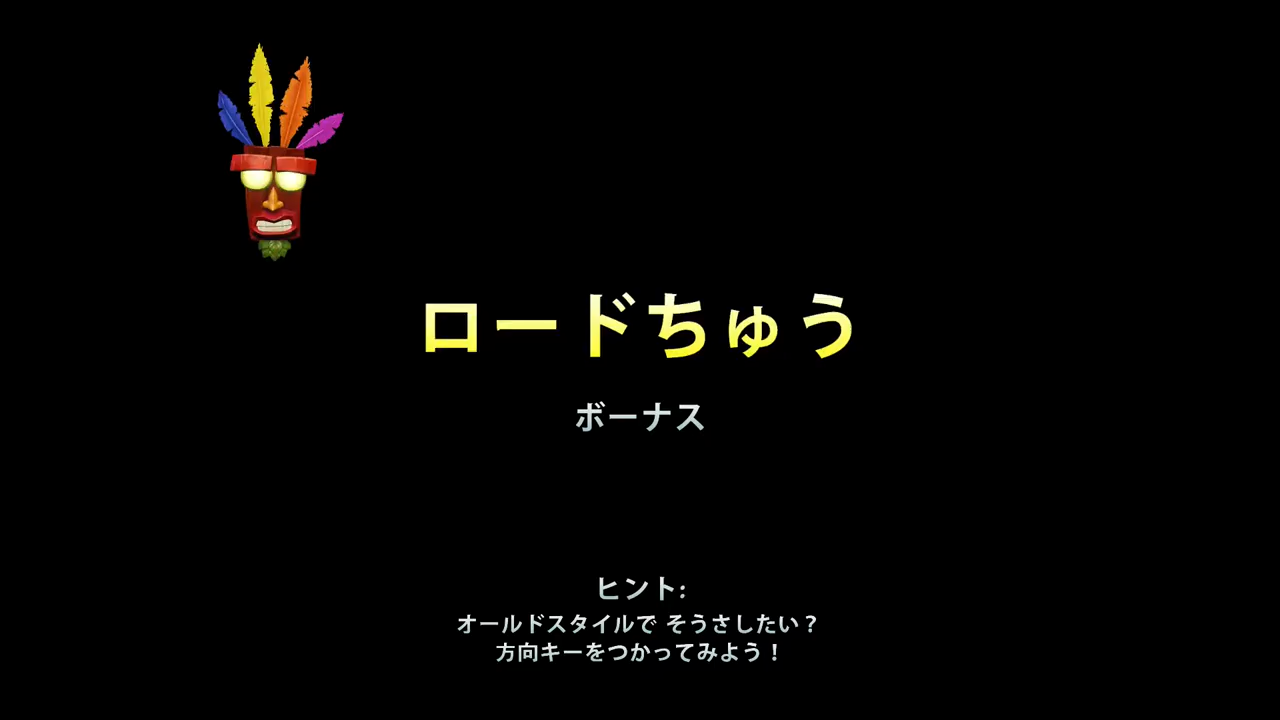 ロードちゅう
ボーナス
ヒント:
オールドスタイルで そうさしたい？
方向キーをつかってみよう！